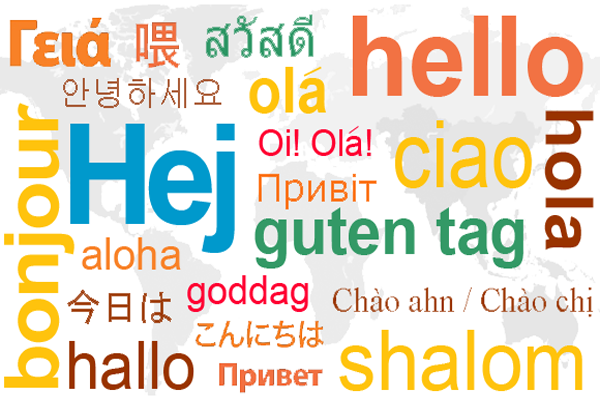 Γειά
喂
สวัสดี
hello
안녕하세요
olá
hola
bonjour
Hej
Oi! Olá!
ciao
Привіт
guten tag
aloha
goddag
今日は
Chào ahn / Chào chị
こんにちは
hallo
Привет
shalom